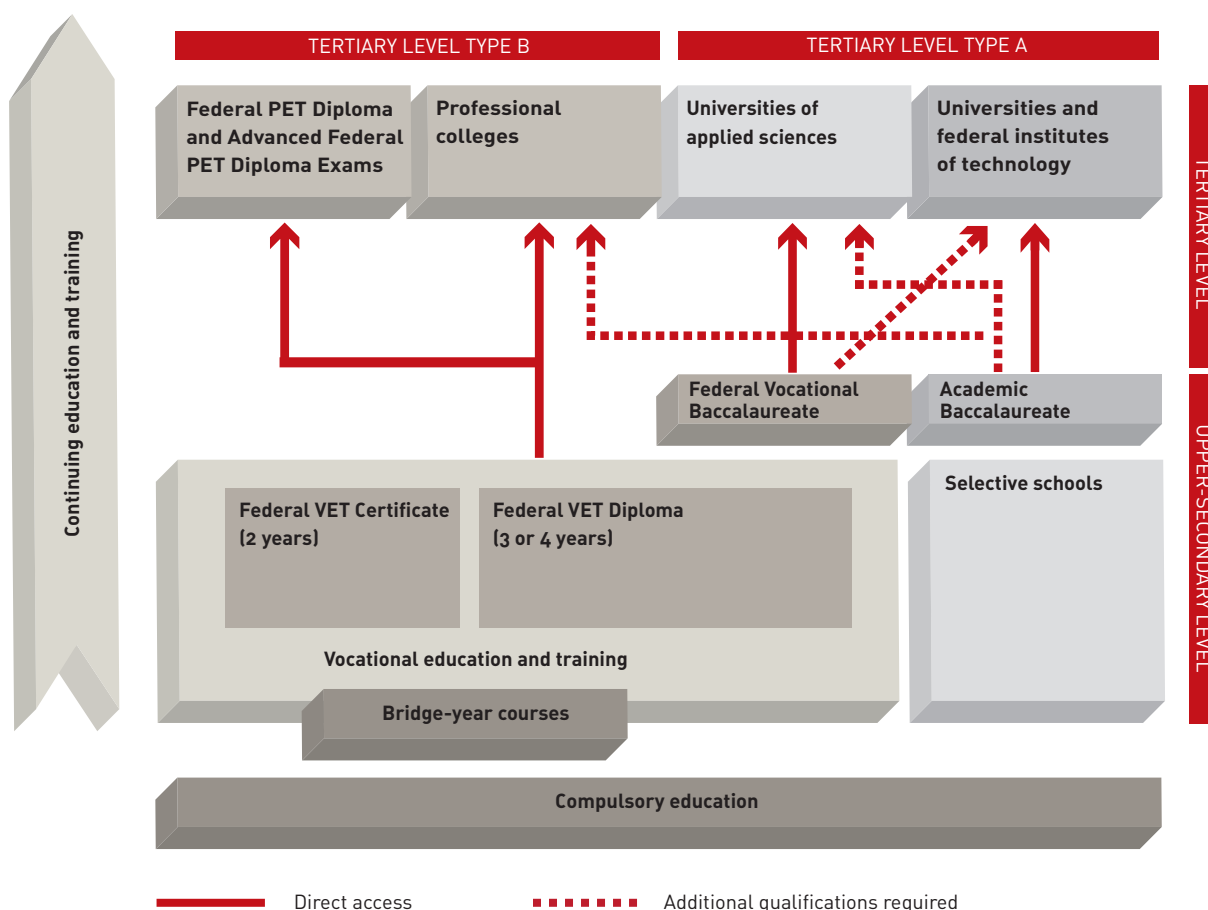 TERTIARY LEVEL TYPE B
TERTIARY LEVEL TYPE A
Federal PET Diploma
and Advanced Federal
PET Diploma Exams
Professional
colleges
Universities of
applied sciences
Universities and
federal institutes
of technology
TERTIARY LEVEL
Continuing education and training
Federal Vocational
Baccalaureate
Academic
Baccalaureate
UPPER-SECONDARY LEVEL
Federal VET Certificate
(2 years)
Federal VET Diploma
(3 or 4 years)
Selective schools
Vocational education and training
Bridge-year courses
Compulsory education
Direct access
Additional qualifications required